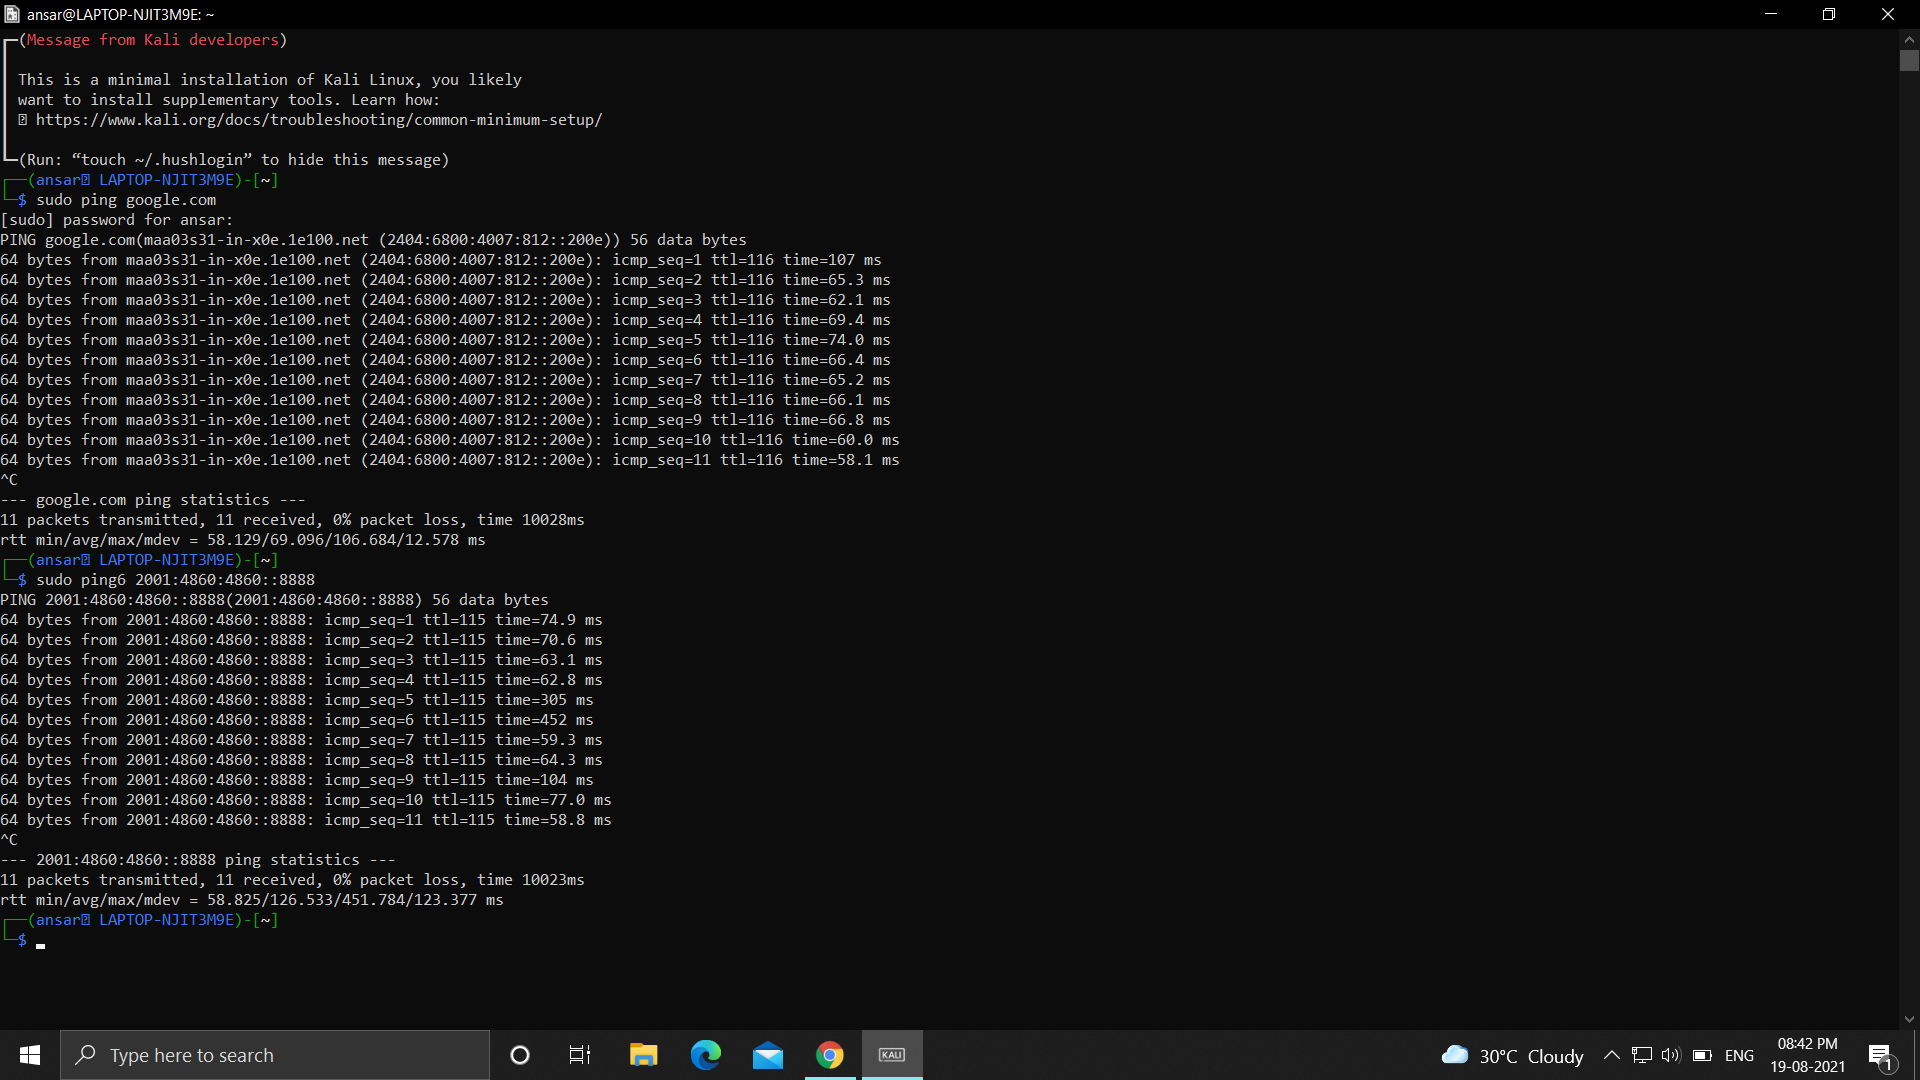 ansar@LAPTOP-NJIT3M9E: ~
(Message from Kali developers)
This is a minimal installation of Kali Linux, you likely
want to install supplementary tools. Learn how:
https://www.kali.org/docs/troubleshooting/common-minimum-setup/
(Run: “touch ~/.hushlogin” to hide this message)
(ansar LAPTOP-NJIT3M9E)-[~]
$ sudo ping google.com
[sudo] password for ansar:
PING google.com(maa03s31-in-x0e.1e100.net (2404:6800:4007:812::200e)) 56 data bytes
64 bytes from maa03s31-in-x0e.1e100.net (2404:6800:4007:812::200e): icmp_seq=1 ttl=116 time=107 ms
64 bytes from maa03s31-in-x0e.1e100.net (2404:6800:4007:812::200e): icmp_seq=2 ttl=116 time=65.3 ms
64 bytes from maa03s31-in-x0e.1e100.net (2404:6800:4007:812::200e): icmp_seq=3 ttl=116 time=62.1 ms
64 bytes from maa03s31-in-x0e.1e100.net (2404:6800:4007:812::200e): icmp_seq=4 ttl=116 time=69.4 ms
64 bytes from maa03s31-in-x0e.1e100.net (2404:6800:4007:812::200e): icmp_seq=5 ttl=116 time=74.0 ms
64 bytes from maa03s31-in-x0e.1e100.net (2404:6800:4007:812::200e): icmp_seq=6 ttl=116 time=66.4 ms
64 bytes from maa03s31-in-x0e.1e100.net (2404:6800:4007:812::200e): icmp_seq=7 ttl=116 time=65.2 ms
64 bytes from maa03s31-in-x0e.1e100.net (2404:6800:4007:812::200e): icmp_seq=8 ttl=116 time=66.1 ms
64 bytes from maa03s31-in-x0e.1e100.net (2404:6800:4007:812::200e): icmp_seq=9 ttl=116 time=66.8 ms
64 bytes from maa03s31-in-x0e.1e100.net (2404:6800:4007:812::200e): icmp_seq=10 ttl=116 time=60.0 ms
64 bytes from maa03s31-in-x0e.1e100.net (2404:6800:4007:812::200e): icmp_seq=11 ttl=116 time=58.1 ms
^C
--- google.com ping statistics ---
11 packets transmitted, 11 received, 0% packet loss, time 10028ms
rtt min/avg/max/mdev = 58.129/69.096/106.684/12.578 ms
(ansar LAPTOP-NJIT3M9E)-[~]
$ sudo ping6 2001:4860:4860::8888
PING 2001:4860:4860::8888(2001:4860:4860::8888) 56 data bytes
64 bytes from 2001:4860:4860::8888: icmp_seq=1 ttl=115 time=74.9 ms
64 bytes from 2001:4860:4860::8888: icmp_seq=2 ttl=115 time=70.6 ms
64 bytes from 2001:4860:4860::8888: icmp_seq=3 ttl=115 time=63.1 ms
64 bytes from 2001:4860:4860::8888: icmp_seq=4 ttl=115 time=62.8 ms
64 bytes from 2001:4860:4860::8888: icmp_seq=5 ttl=115 time=305 ms
64 bytes from 2001:4860:4860::8888: icmp_seq=6 ttl=115 time=452 ms
64 bytes from 2001:4860:4860::8888: icmp_seq=7 ttl=115 time=59.3 ms
64 bytes from 2001:4860:4860::8888: icmp_seq=8 ttl=115 time=64.3 ms
64 bytes from 2001:4860:4860::8888: icmp_seq=9 ttl=115 time=104 ms
64 bytes from 2001:4860:4860::8888: icmp_seq=10 ttl=115 time=77.0 ms
64 bytes from 2001:4860:4860::8888: icmp_seq=11 ttl=115 time=58.8 ms
^C
--- 2001:4860:4860::8888 ping statistics ---
11 packets transmitted, 11 received, 0% packet loss, time 10023ms
rtt min/avg/max/mdev = 58.825/126.533/451.784/123.377 ms
(ansar LAPTOP-NJIT3M9E)-[~]
$
Type here to search
KALI
30°C Cloudy
ENG
08:42 PM
19-08-2021
1